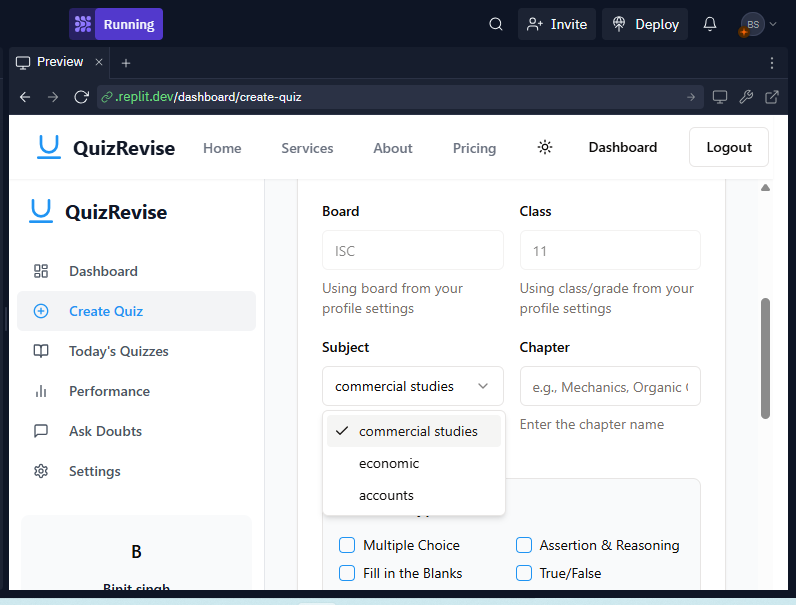 Running
Invite
Deploy
BS
Preview
.replit.dev/dashboard/create-quiz
QuizRevise
Home
Services
About
Pricing
Dashboard
Logout
QuizRevise
Dashboard
Create Quiz
Today's Quizzes
Performance
Ask Doubts
Settings
B
Binit singh
Board
ISC
Using board from your
profile settings
Class
11
Using class/grade from your
profile settings
Subject
commercial studies
commercial studies
economic
accounts
Chapter
e.g., Mechanics, Organic
Enter the chapter name
Multiple Choice
Assertion & Reasoning
Fill in the Blanks
True/False